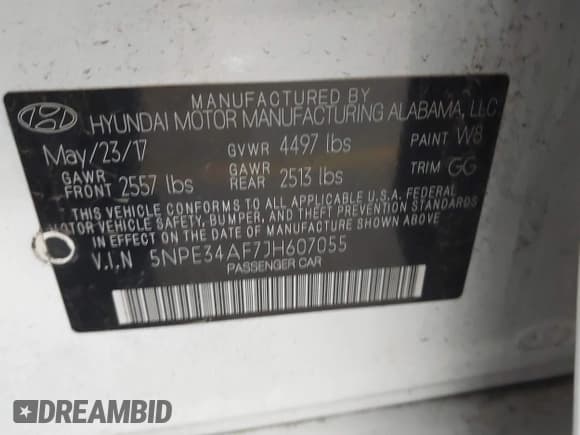 MANUFACTURED BY
HYUNDAI MOTOR MANUFACTURING ALABAMA, LLC
May/23/17 GVWR 4497 lbs PAINT W8
GAWR FRONT 2557 lbs GAWR REAR 2513 lbs TRIM GG
THIS VEHICLE CONFORMS TO ALL APPLICABLE U.S.A. FEDERAL
MOTOR VEHICLE SAFETY, BUMPER, AND THEFT PREVENTION STANDARDS
IN EFFECT ON THE DATE OF MANUFACTURE SHOWN ABOVE.
V.I.N 5NPE34AF7JH607055
PASSENGER CAR
DREAMBID